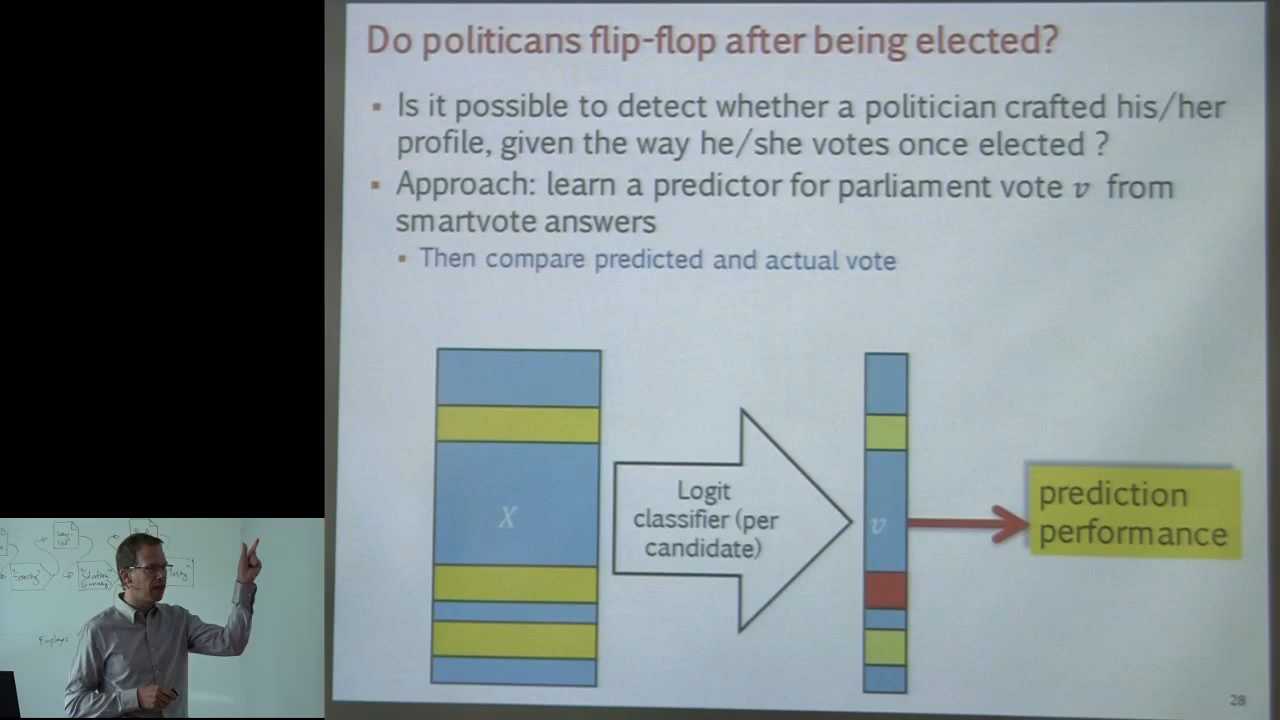 Do politicans flip-flop after being elected?
▪ Is it possible to detect whether a politician crafted his/her
profile, given the way he/she votes once elected ?
▪ Approach: learn a predictor for parliament vote v from
smartvote answers
▪ Then compare predicted and actual vote
X
Logit
classifier (per
candidate)
v
prediction
performance
28